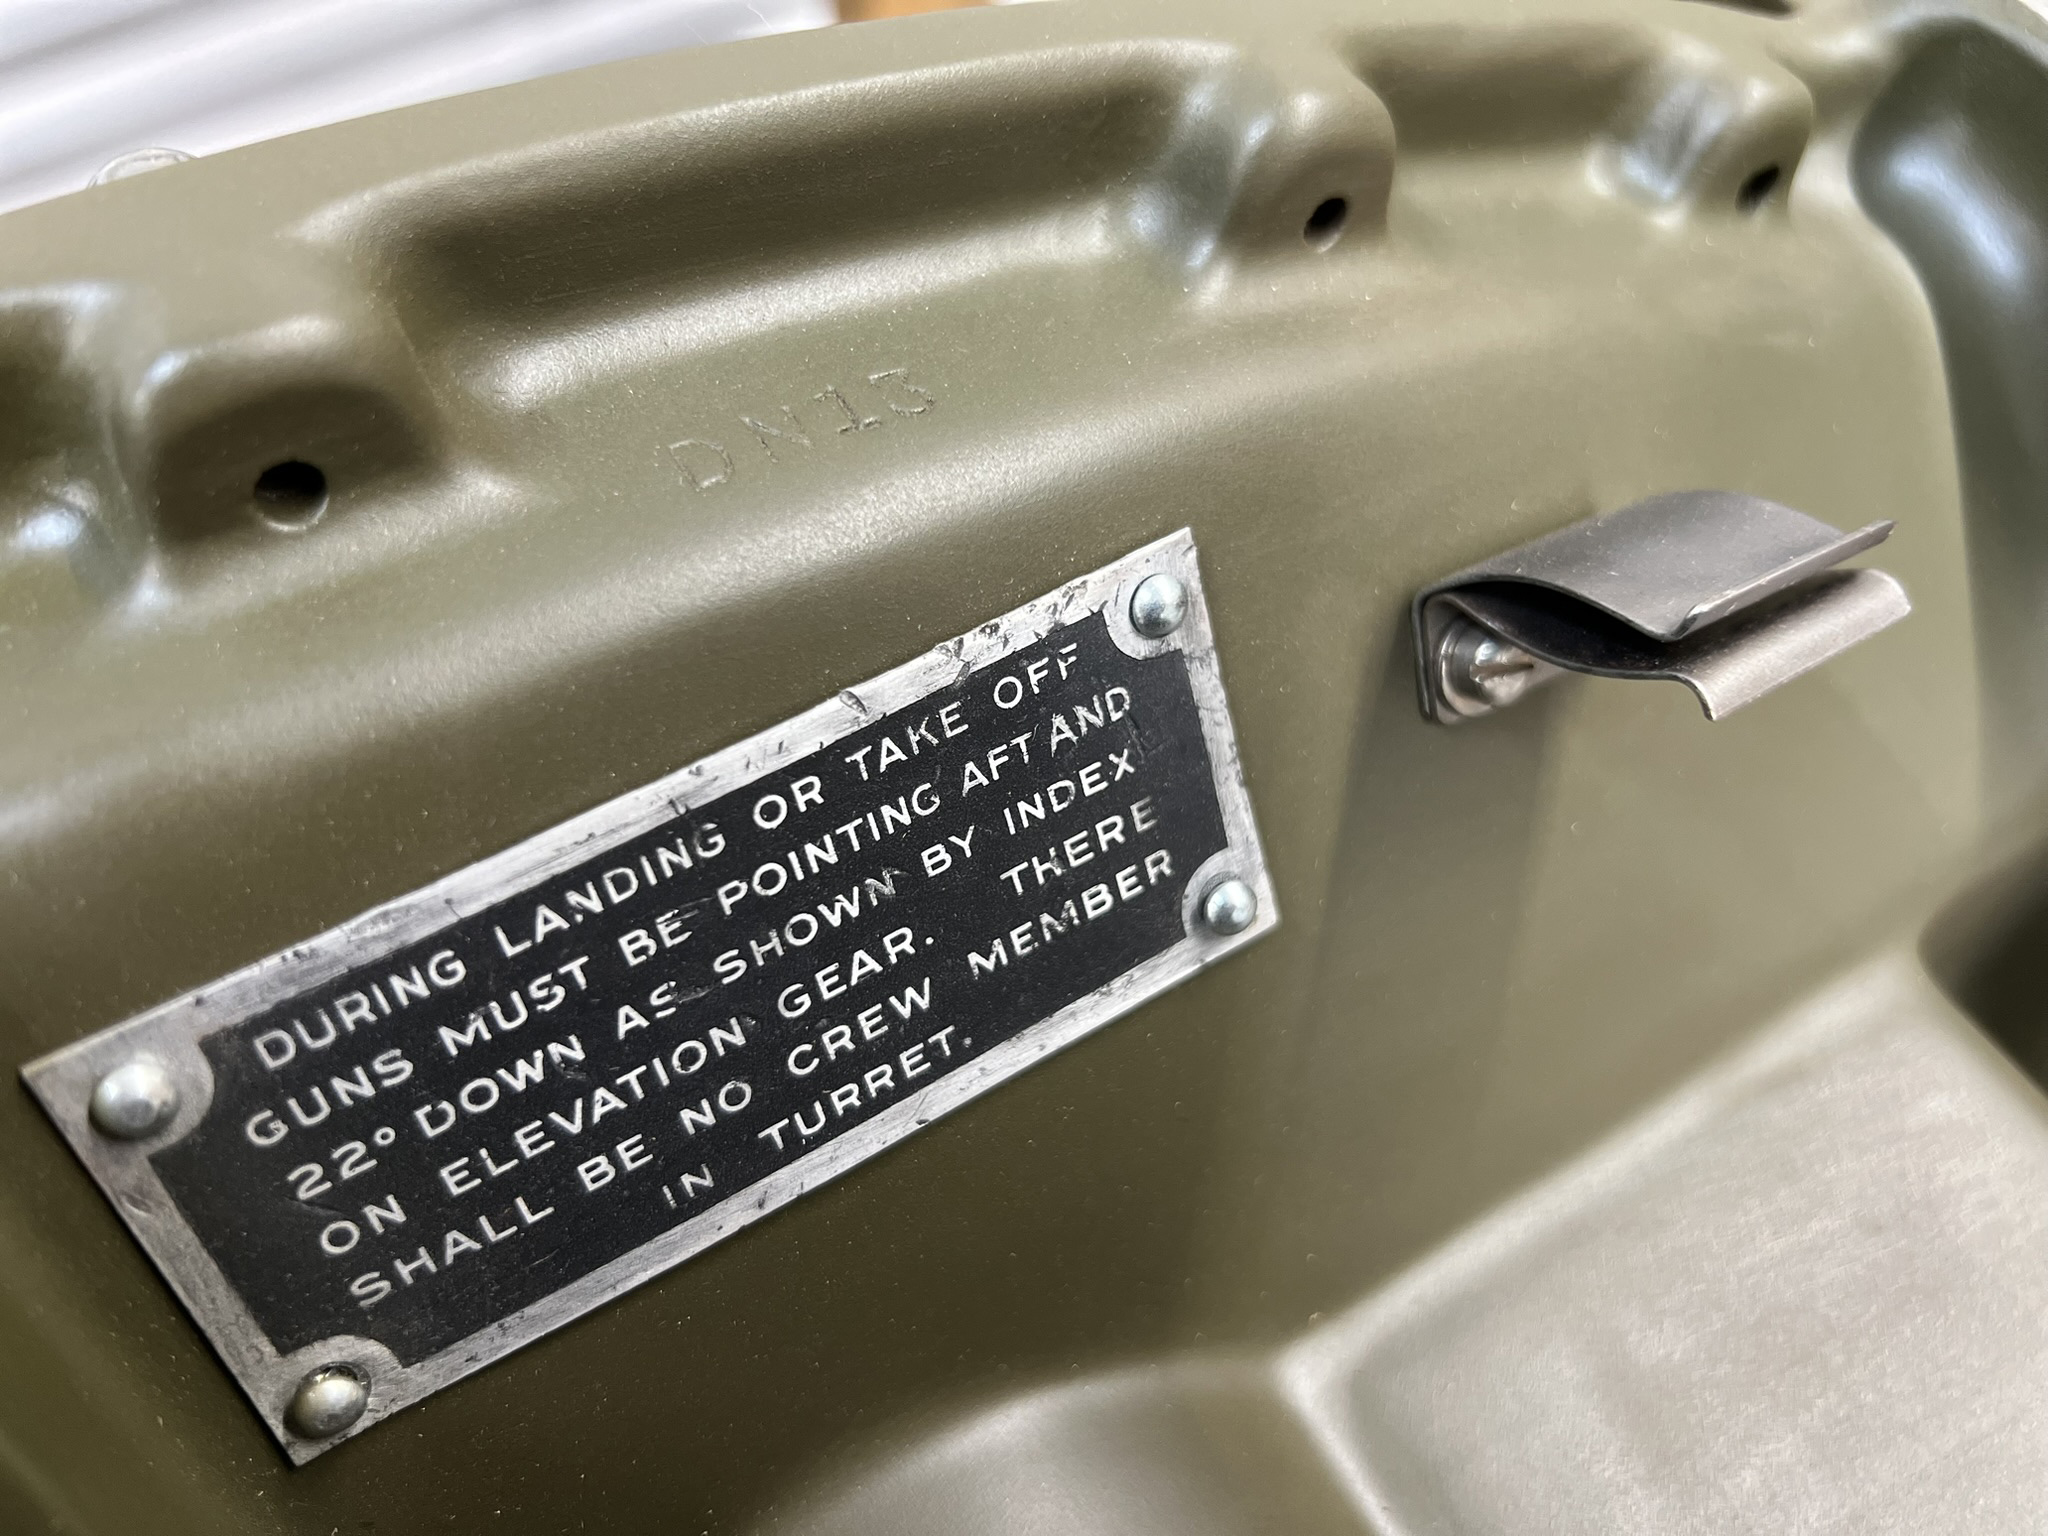 DN13
DURING LANDING OR TAKE OFF
GUNS MUST BE POINTING AFT AND
22° DOWN AS SHOWN BY INDEX
ON ELEVATION GEAR. THERE
SHALL BE NO CREW MEMBER
IN TURRET.